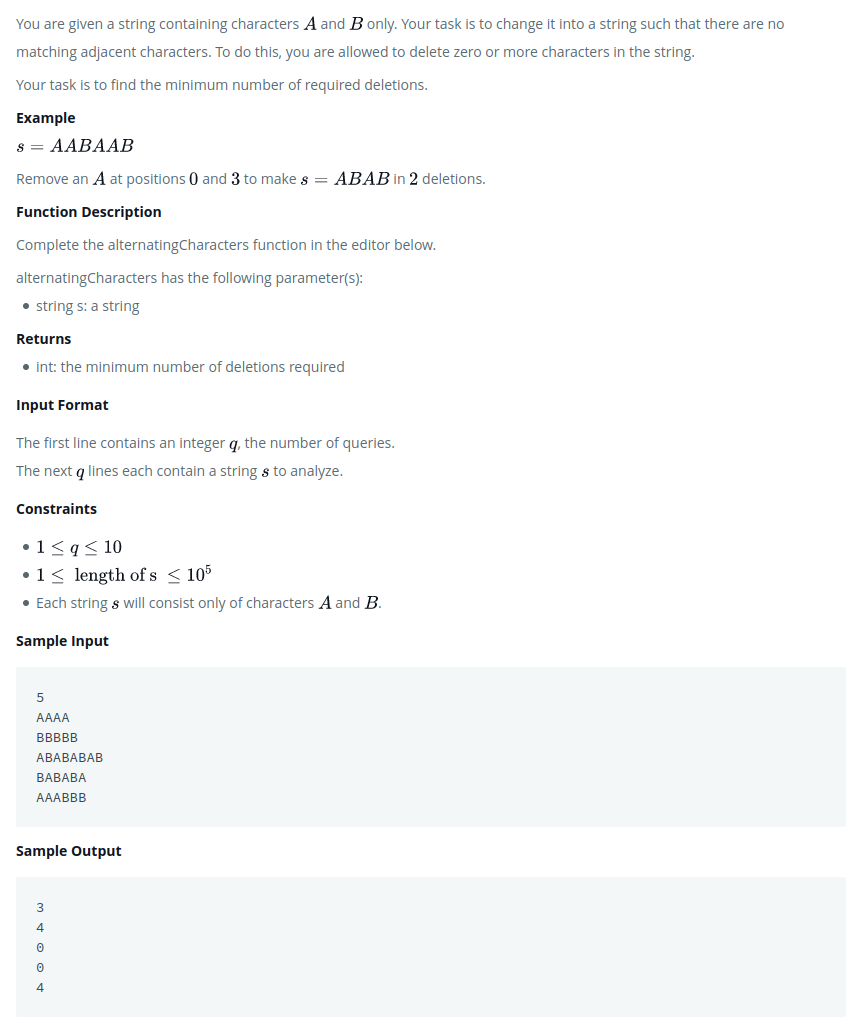 You are given a string containing characters A and B only. Your task is to change it into a string such that there are no
matching adjacent characters. To do this, you are allowed to delete zero or more characters in the string.
Your task is to find the minimum number of required deletions.
Example
s = AABAAB
Remove an A at positions 0 and 3 to make s = ABAB in 2 deletions.
Function Description
Complete the alternatingCharacters function in the editor below.
alternatingCharacters has the following parameter(s):
• string s: a string
Returns
• int: the minimum number of deletions required
Input Format
The first line contains an integer q, the number of queries.
The next q lines each contain a string s to analyze.
Constraints
• 1 ≤ q ≤ 10
• 1 ≤ length of s ≤ 10⁵
• Each string s will consist only of characters A and B.
Sample Input
5
AAAA
BBBBB
ABABABAB
BABABA
AAABBB
Sample Output
3
4
0
0
4